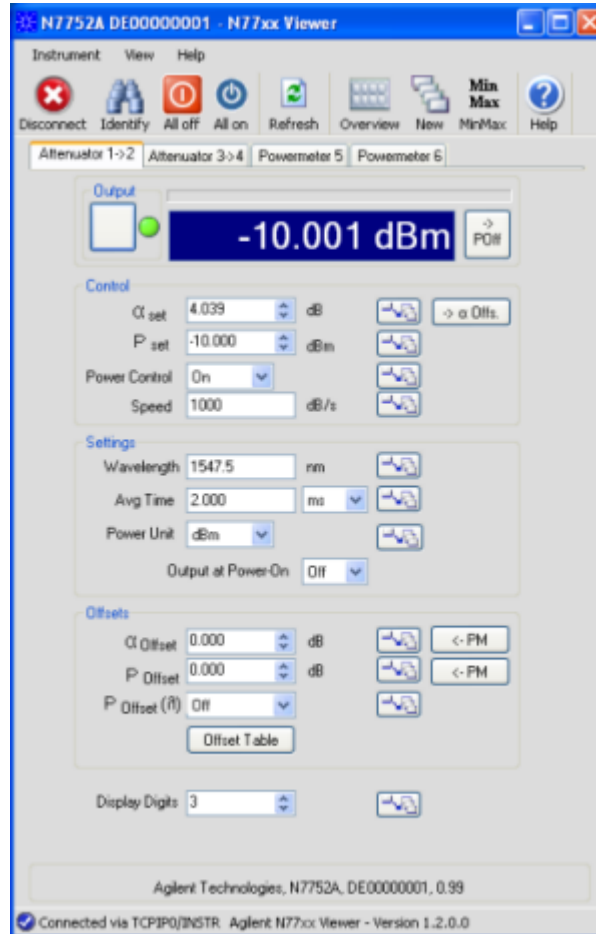 N7752A DE00000001 - N77xx Viewer
Instrument View Help
Disconnect Identify All off All on Refresh Overview New Min Max MinMax Help
Attenuator 1->2 Attenuator 3->4 Powermeter 5 Powermeter 6
Output
-10.001 dBm -> POff
Control
α set 4.039 dB -> α Offs.
P set -10.000 dBm
Power Control On
Speed 1000 dB/s
Settings
Wavelength 1547.5 nm
Avg Time 2.000 ms
Power Unit dBm
Output at Power-On Off
Offsets
α Offset 0.000 dB <- PM
P Offset 0.000 dB <- PM
P Offset Off
Offset Table
Display Digits 3
Agilent Technologies, N7752A, DE00000001, 0.99
Connected via TCPIP0/INSTR Agilent N77xx Viewer - Version 1.2.0.0